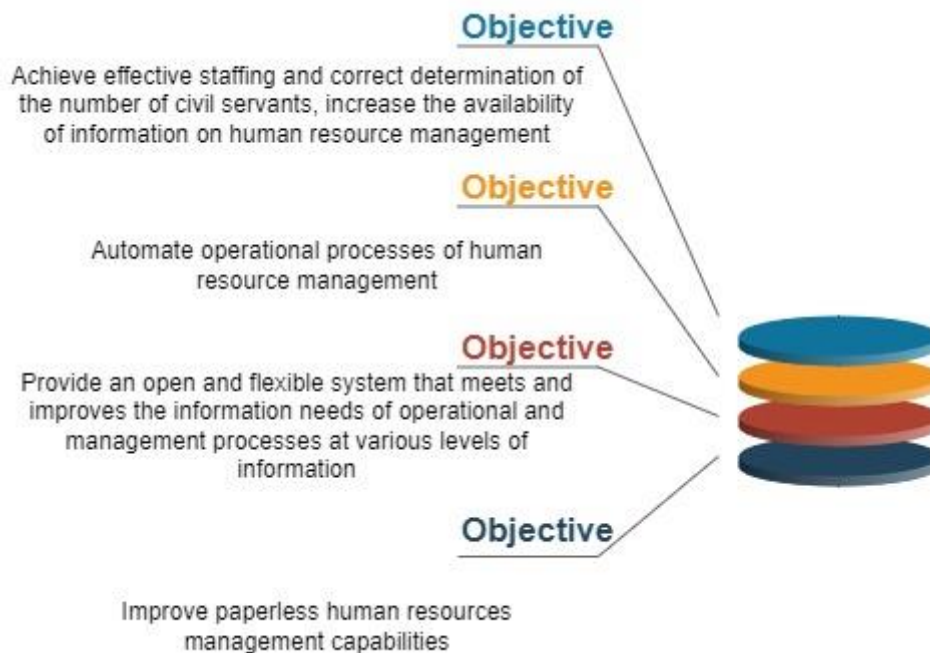 Objective
Achieve effective staffing and correct determination of
the number of civil servants, increase the availability
of information on human resource management
Objective
Automate operational processes of human
resource management
Objective
Provide an open and flexible system that meets and
improves the information needs of operational and
management processes at various levels of
information
Objective
Improve paperless human resources
management capabilities